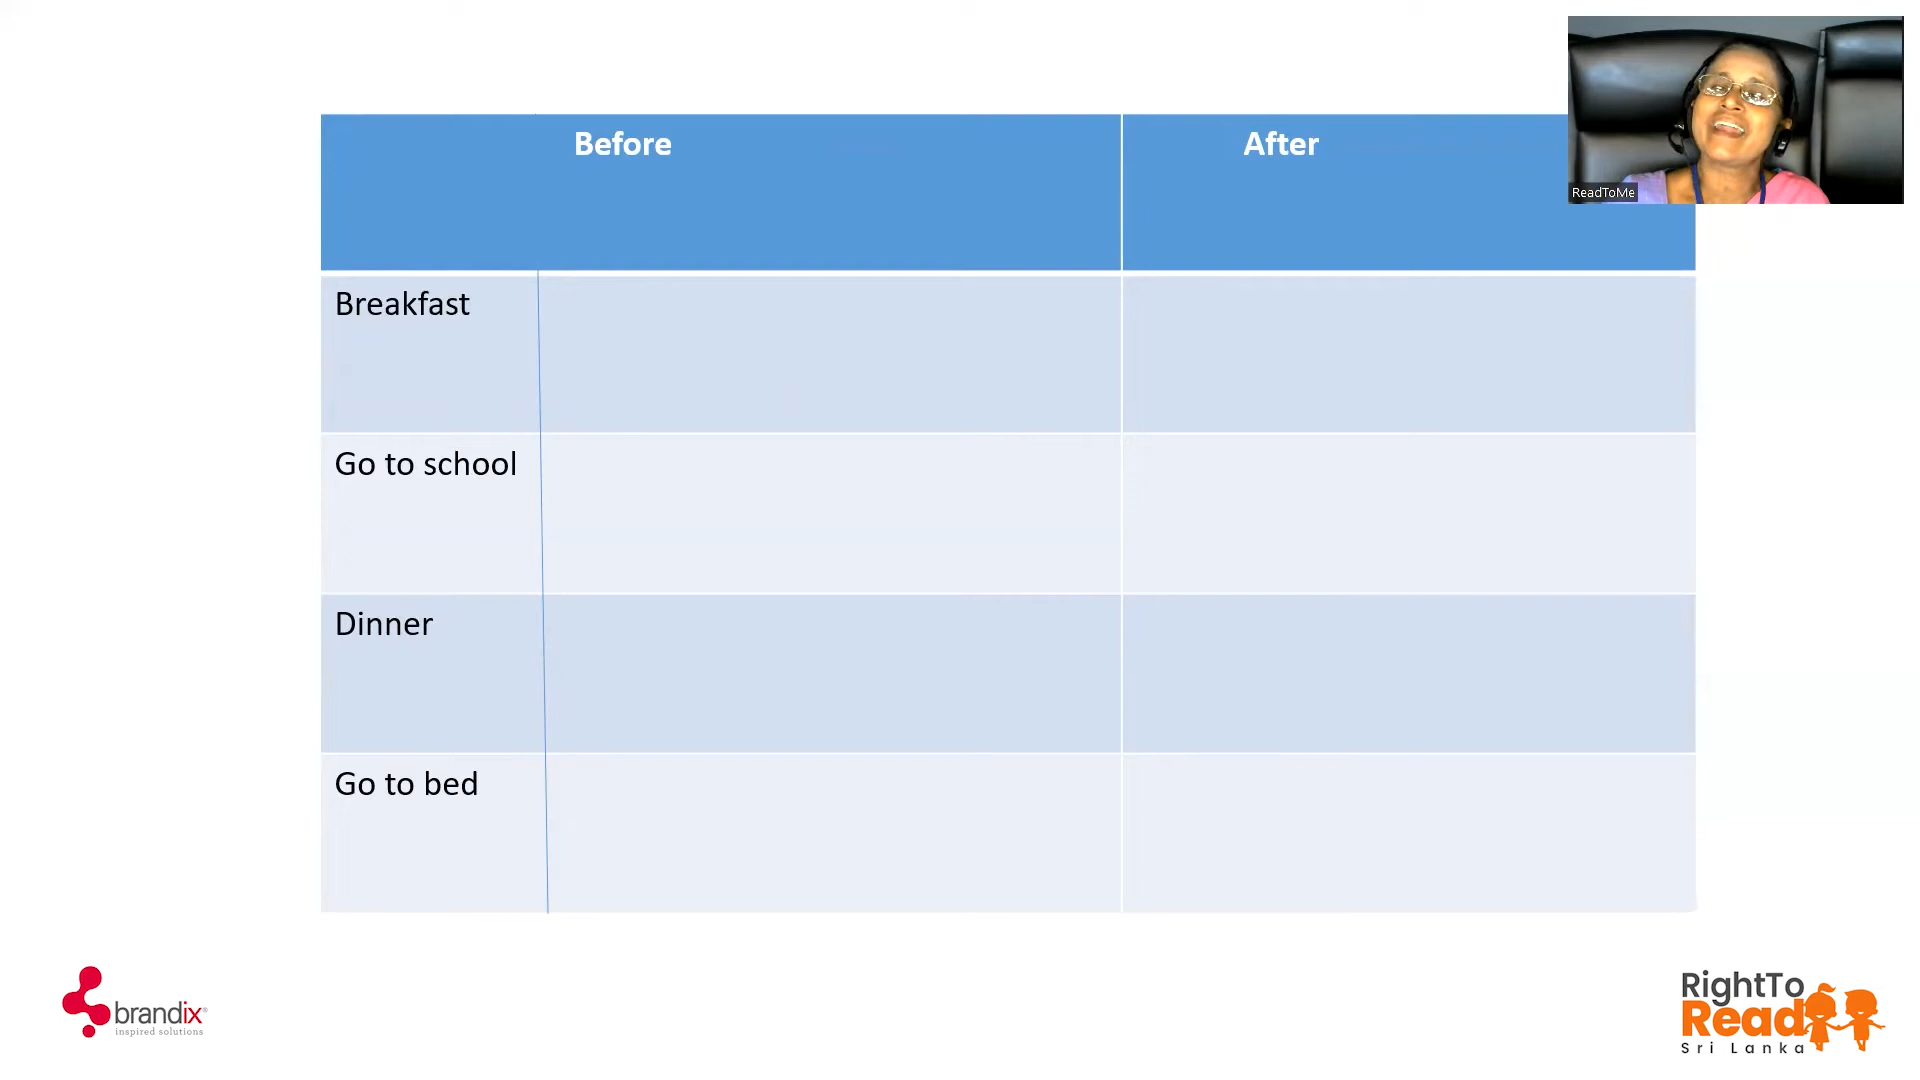 Before After
ReadToMe
Breakfast
Go to school
Dinner
Go to bed
brandix
inspired solutions
RightTo
Read
Sri Lanka